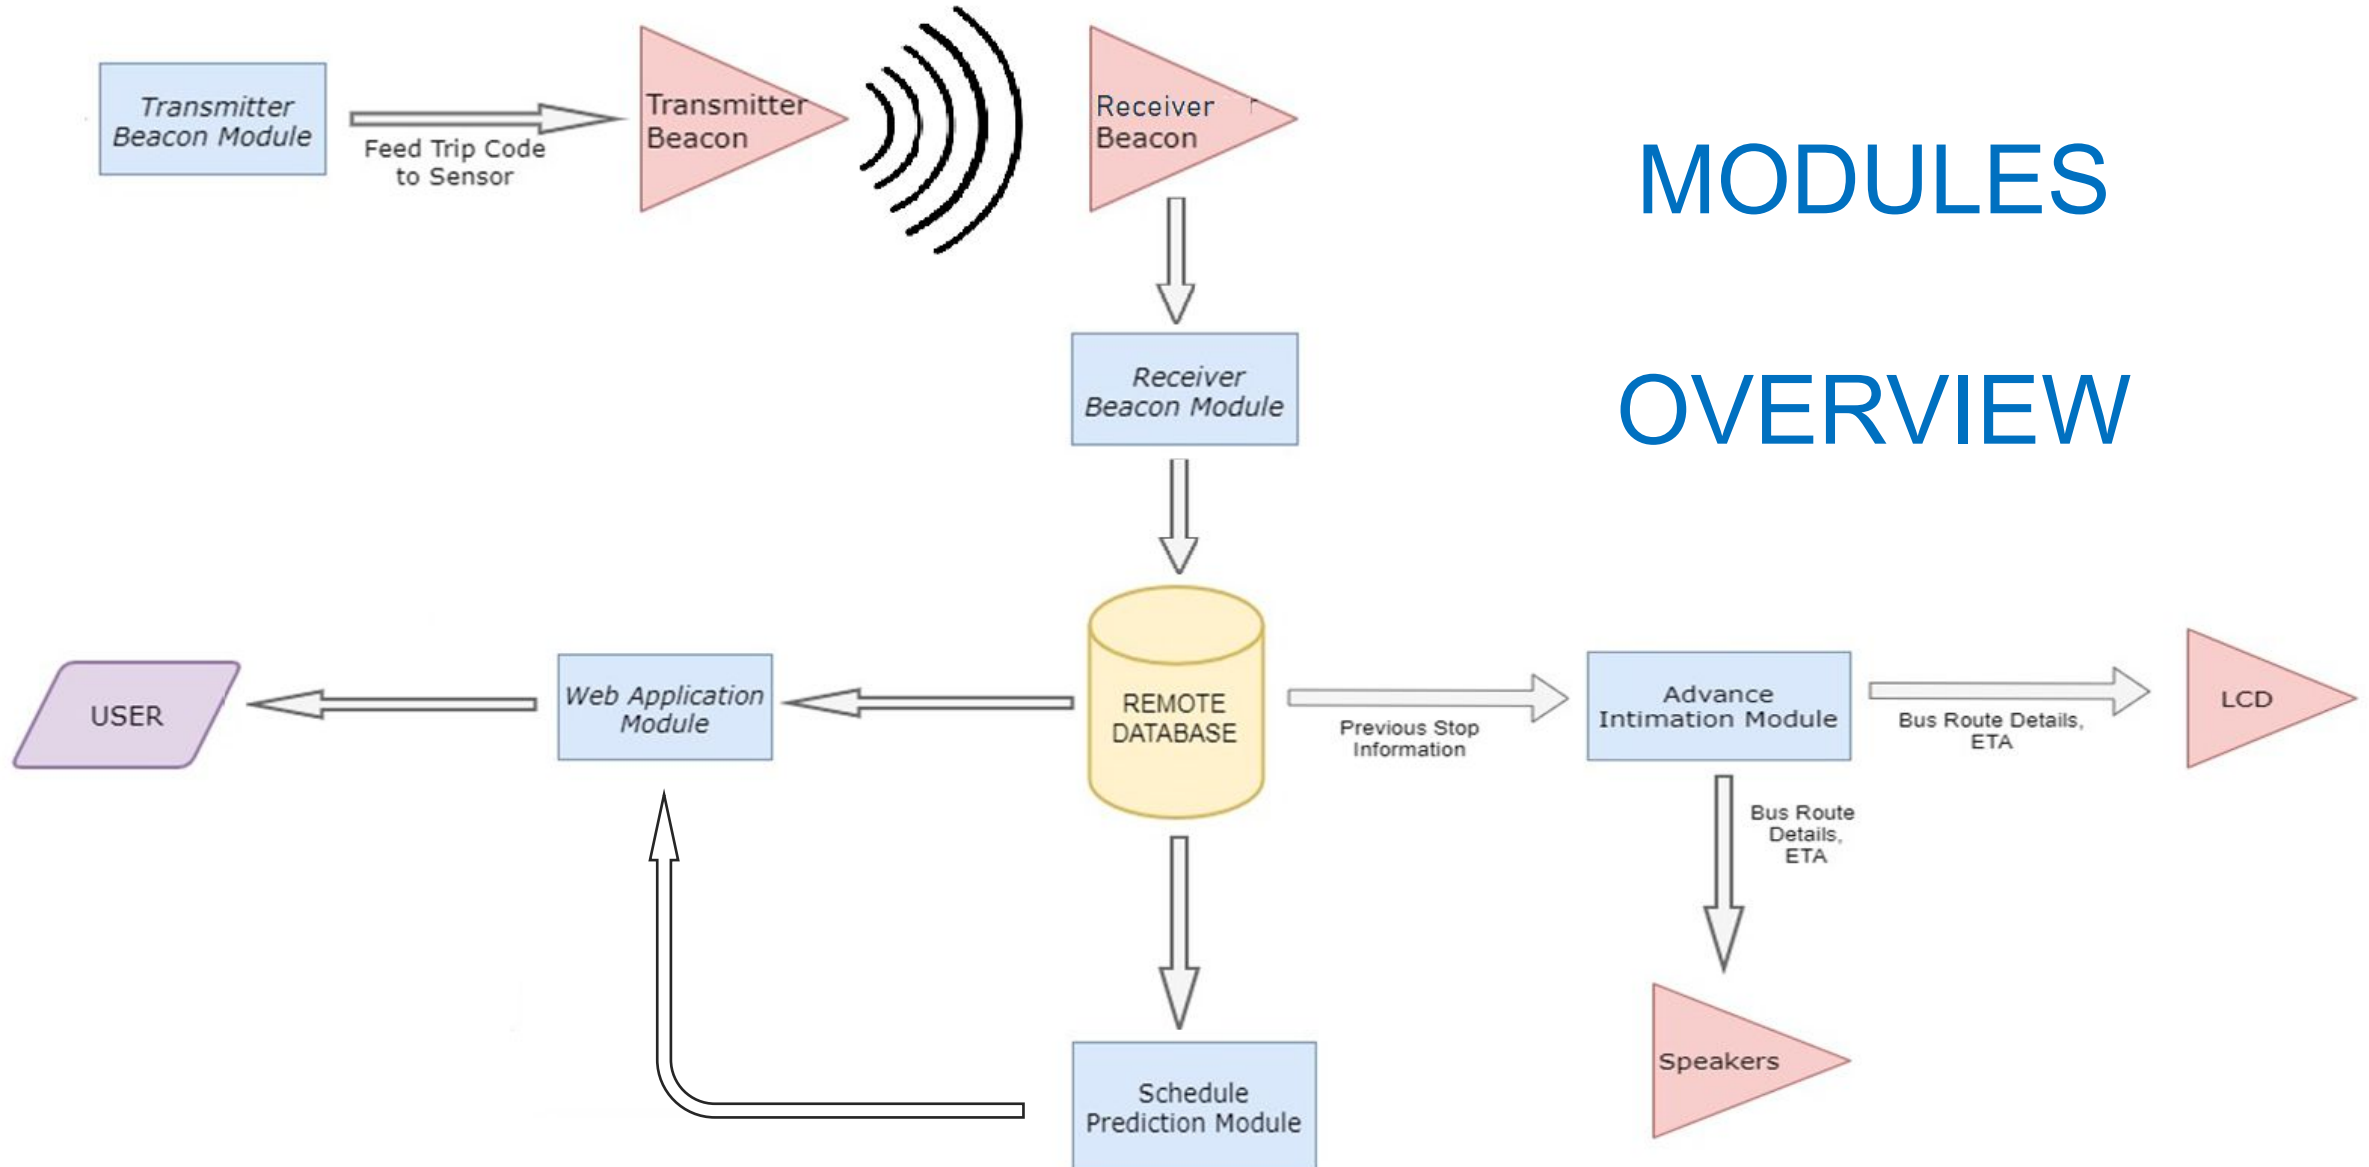 Transmitter
Beacon Module
Feed Trip Code
to Sensor
Transmitter
Beacon
Receiver
Beacon
MODULES
OVERVIEW
Receiver
Beacon Module
USER
Web Application
Module
REMOTE
DATABASE
Previous Stop
Information
Advance
Intimation Module
Bus Route Details,
ETA
LCD
Bus Route
Details,
ETA
Speakers
Schedule
Prediction Module